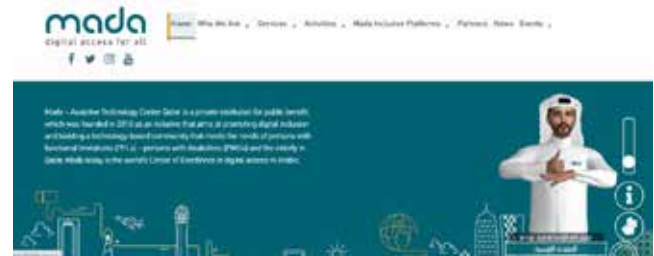 mada
digital access for all
Home Who We Are Services Activities Mada Inclusive Platforms Partners News Events
Mada – Assistive Technology Center Qatar is a private institution for public benefit
which was founded in 2010 as an initiative that aims at promoting digital inclusion
and building a technology-based community that meets the needs of persons with
functional limitations (PFLs) – persons with disabilities (PWDs) and the elderly in
Qatar. Mada today is the world's Center of Excellence in digital access in Arabic.